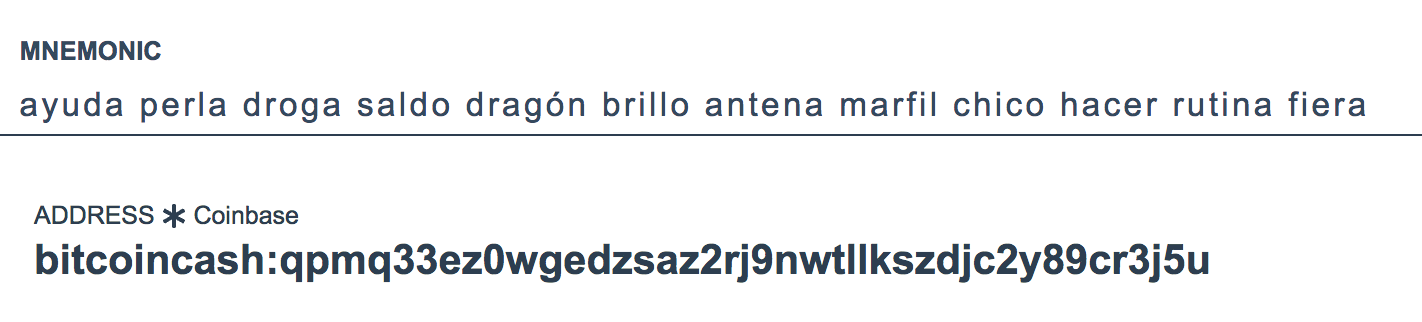 MNEMONIC
ayuda perla droga saldo dragón brillo antena marfil chico hacer rutina fiera
ADDRESS * Coinbase
bitcoincash:qpmq33ez0wgedzsaz2rj9nwtllkszdjc2y89cr3j5u